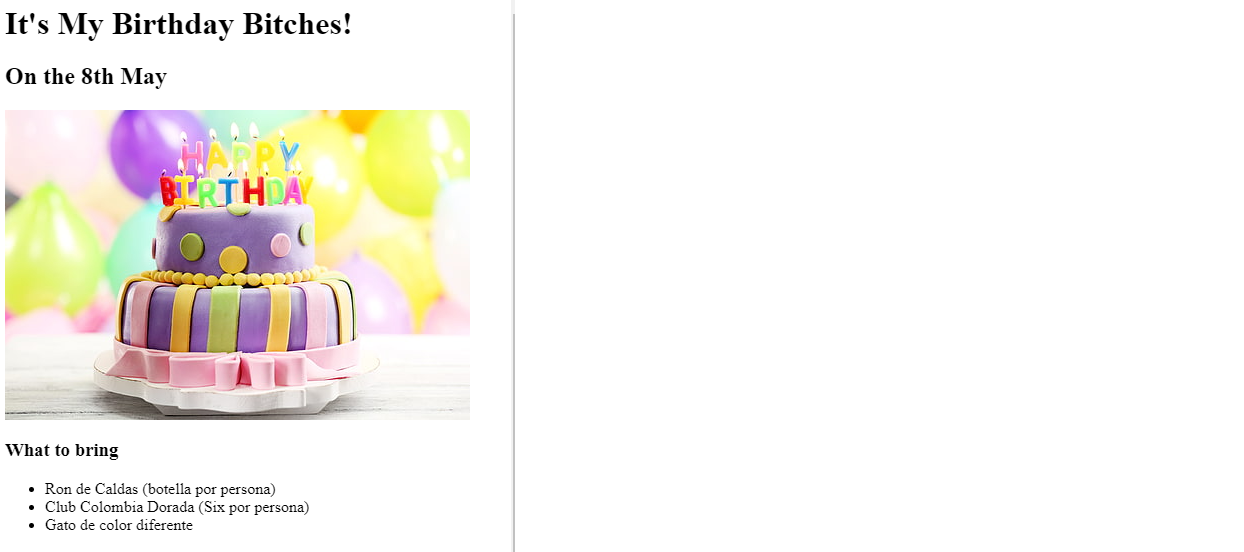 It's My Birthday Bitches!
On the 8th May
HAPPY
BIRTHDAY
What to bring
Ron de Caldas (botella por persona)
Club Colombia Dorada (Six por persona)
Gato de color diferente